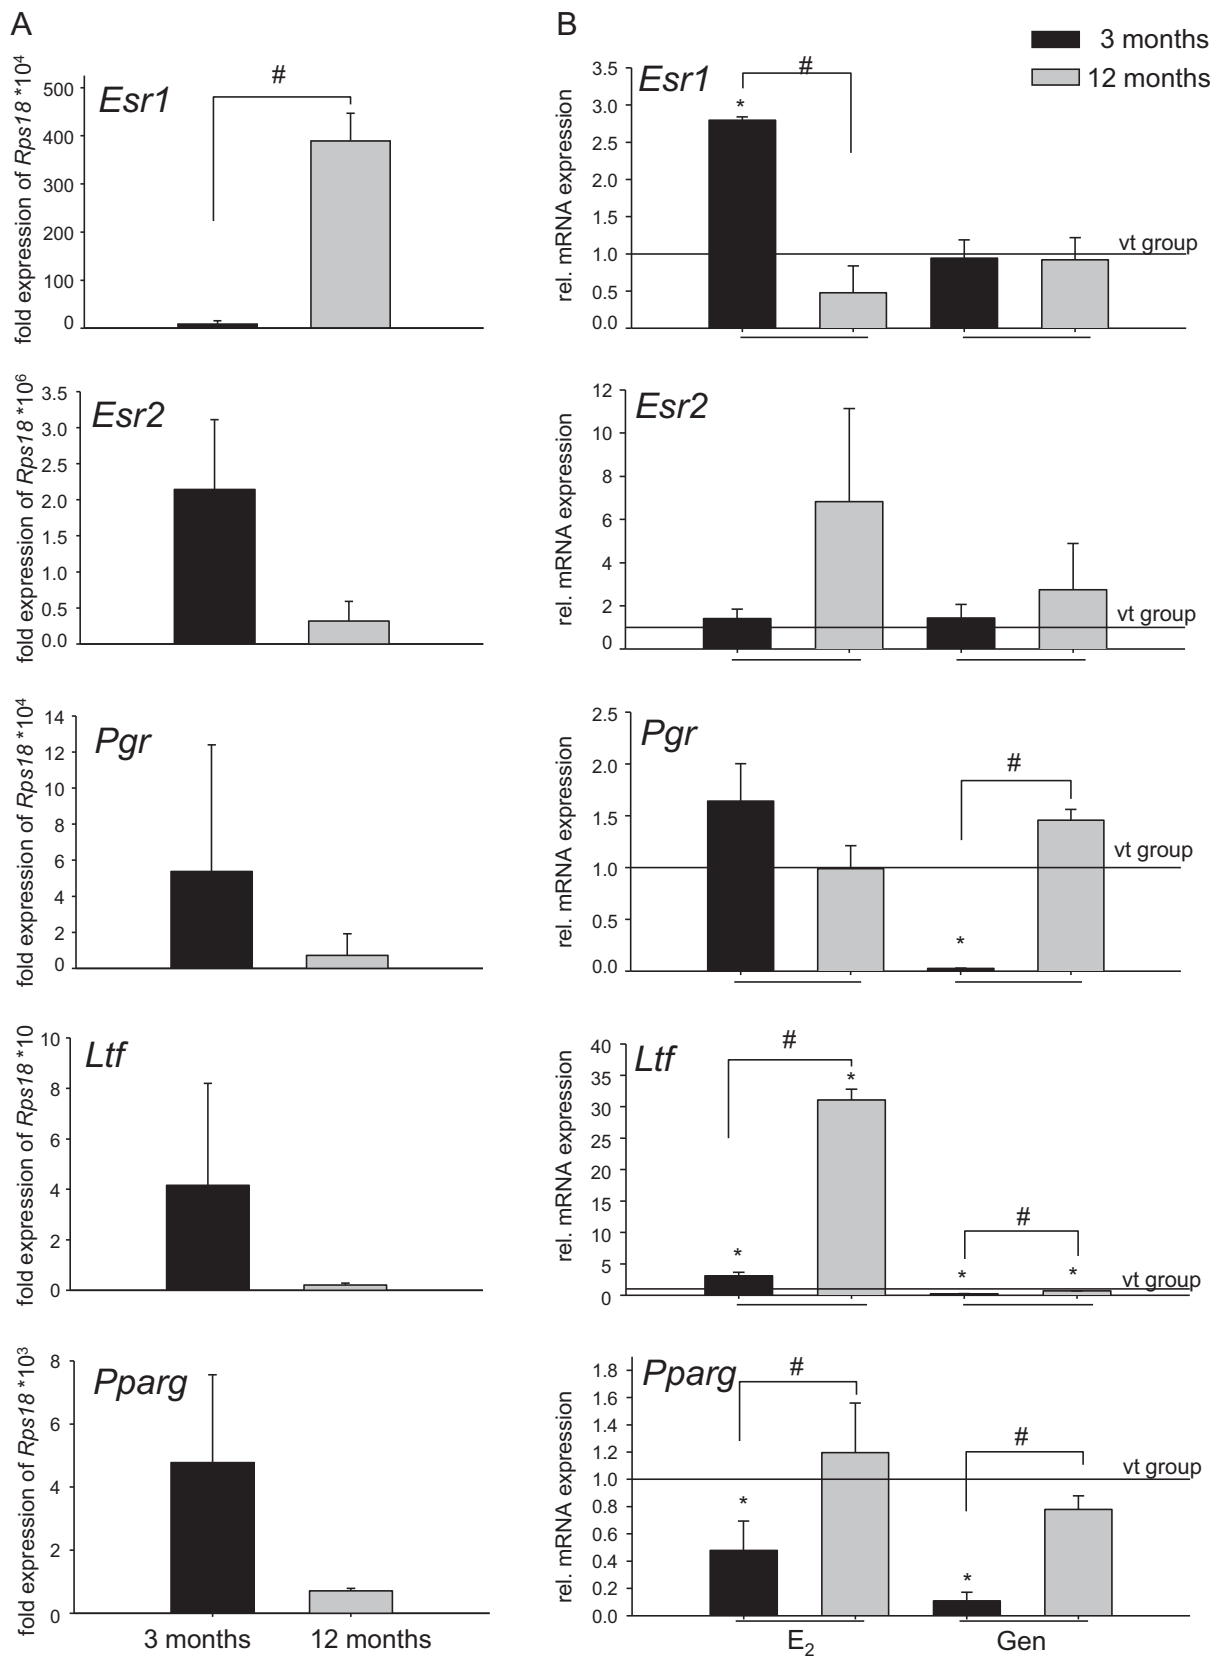 A
fold expression of Rps18 *10⁴
500
400
300
200
100
0
Esr1
#
fold expression of Rps18 *10⁶
3.5
3.0
2.5
2.0
1.5
1.0
0.5
0.0
Esr2
fold expression of Rps18 *10⁴
14
12
10
8
6
4
2
0
Pgr
fold expression of Rps18 *10
10
8
6
4
2
0
Ltf
fold expression of Rps18 *10³
8
6
4
2
0
Pparg
3 months 12 months
B
3 months
12 months
rel. mRNA expression
3.5
3.0
2.5
2.0
1.5
1.0
0.5
0.0
Esr1
#
*
vt group
rel. mRNA expression
12
10
8
6
4
2
0
Esr2
vt group
rel. mRNA expression
2.5
2.0
1.5
1.0
0.5
0.0
Pgr
#
vt group
*
rel. mRNA expression
40
35
30
25
20
15
10
5
0
Ltf
#
*
#
*
* *
vt group
rel. mRNA expression
1.8
1.6
1.4
1.2
1.0
0.8
0.6
0.4
0.2
0.0
Pparg
#
#
vt group
*
*
E₂ Gen